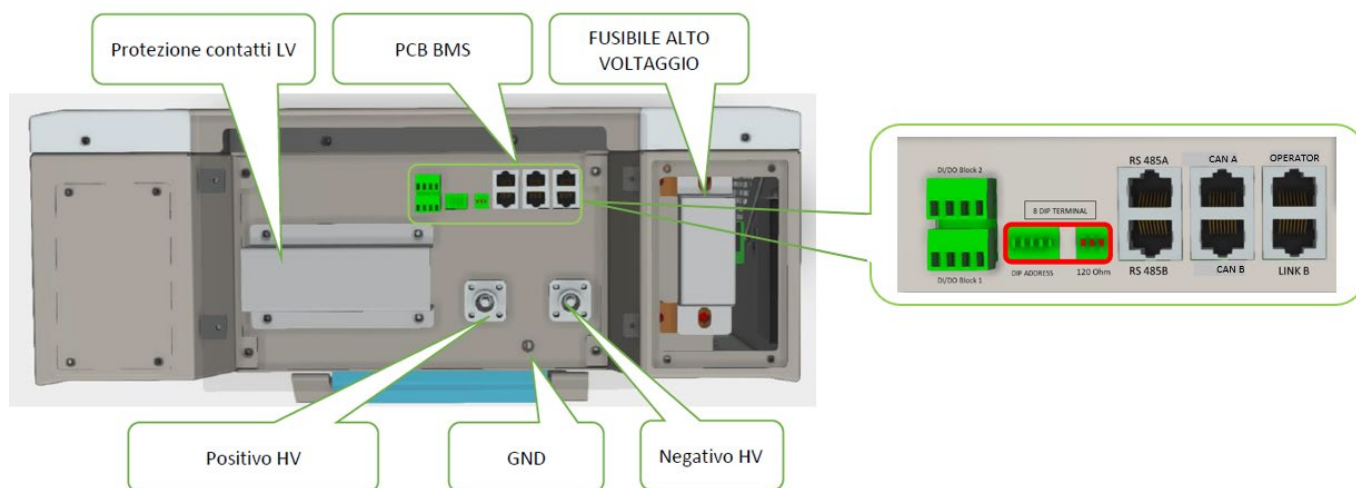 Protezione contatti LV
PCB BMS
FUSIBILE ALTO
VOLTAGGIO
DI/DO Block 2
RS 485A
CAN A
OPERATOR
8 DIP TERMINAL
DIP ADDRESS
120 Ohm
DI/DO Block 1
RS 485B
CAN B
LINK B
Positivo HV
GND
Negativo HV